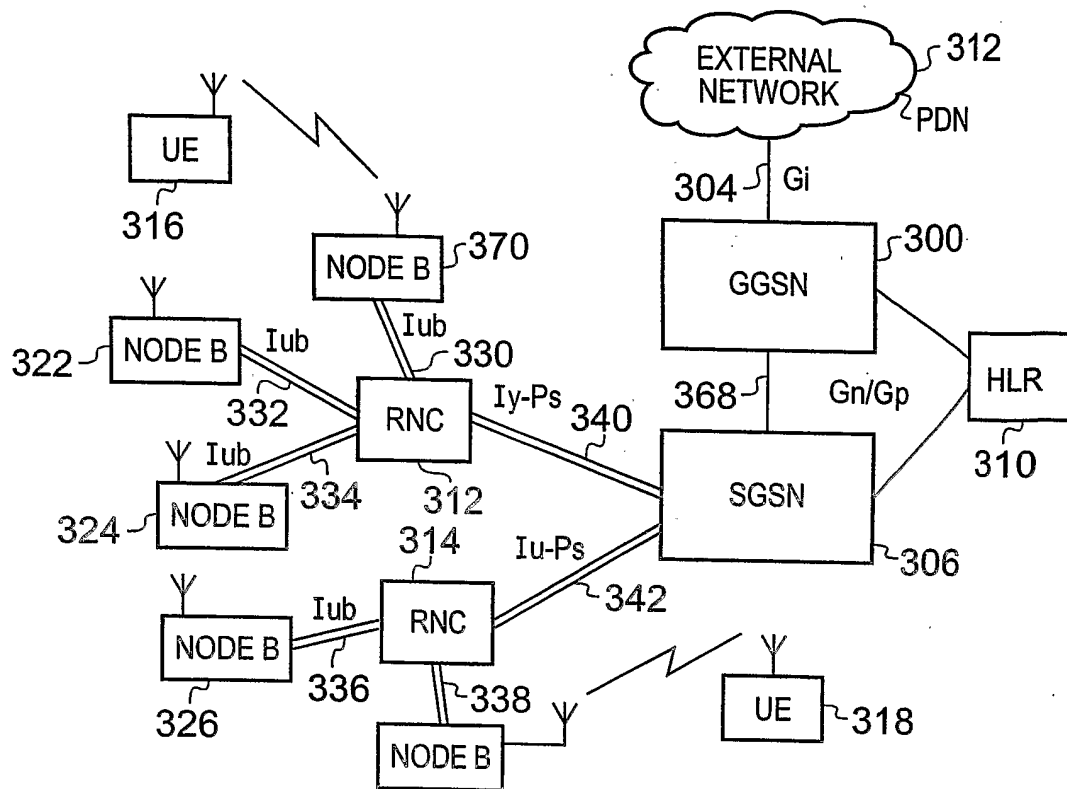 EXTERNAL
NETWORK
312
PDN
304
Gi
UE
316
NODE B
370
300
GGSN
NODE B
322
Iub
332
Iub
330
Iy-Ps
340
368
Gn/Gp
HLR
310
RNC
312
Iub
334
NODE B
324
SGSN
306
314
Iu-Ps
342
RNC
Iub
336
NODE B
326
338
NODE B
UE
318